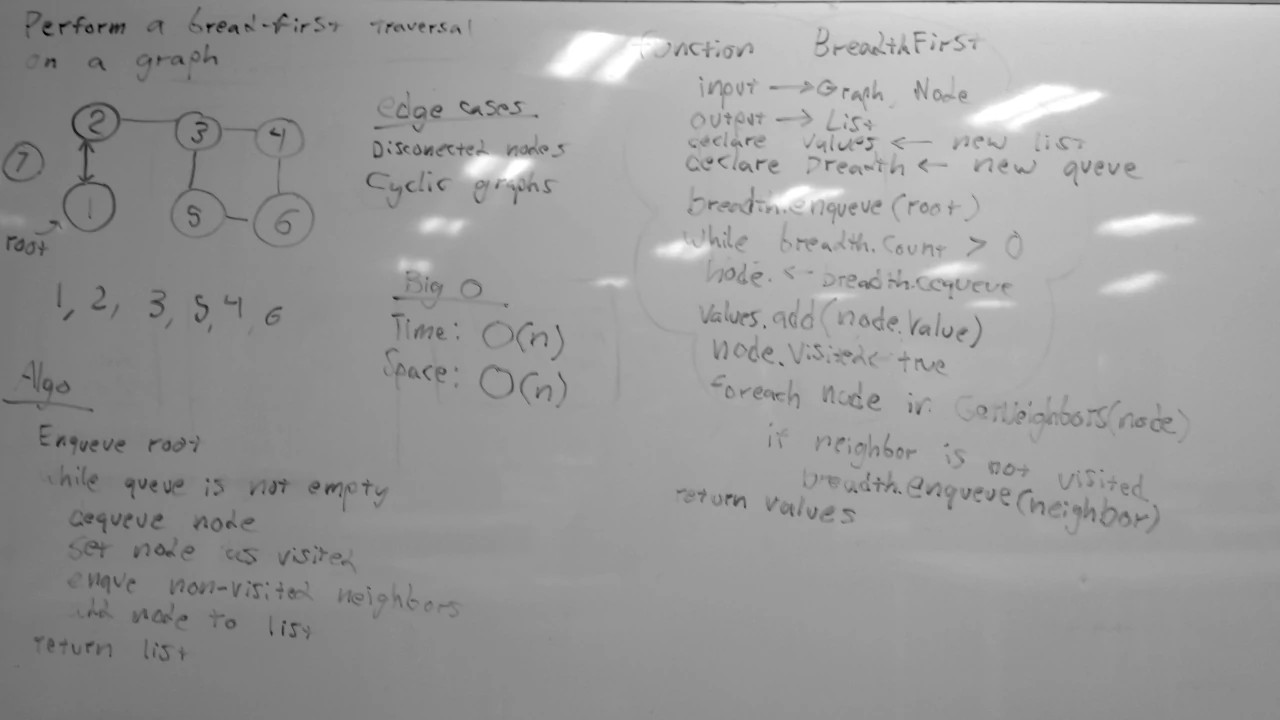 Perform a bread-first traversal
on a graph
2 3 4
7
1 5 6
root
1, 2, 3, 5, 4, 6
Algo
Enqueue root
while queue is not empty
dequeue node
set node as visited
enque non-visited neighbors
add node to list
return list
edge cases
Disconected nodes
Cyclic graphs
Big O
Time: O(n)
Space: O(n)
function BreadthFirst
input → Graph, Node
output → List
declare values ← new list
declare breadth ← new queue
breadth.enqueue(root)
while breadth.Count > 0
node. ← breadth.dequeue
Values.add(node.value)
node.visited ← true
foreach node in GetNeighbors(node)
if neighbor is not visited
breadth.enqueue(neighbor)
return values